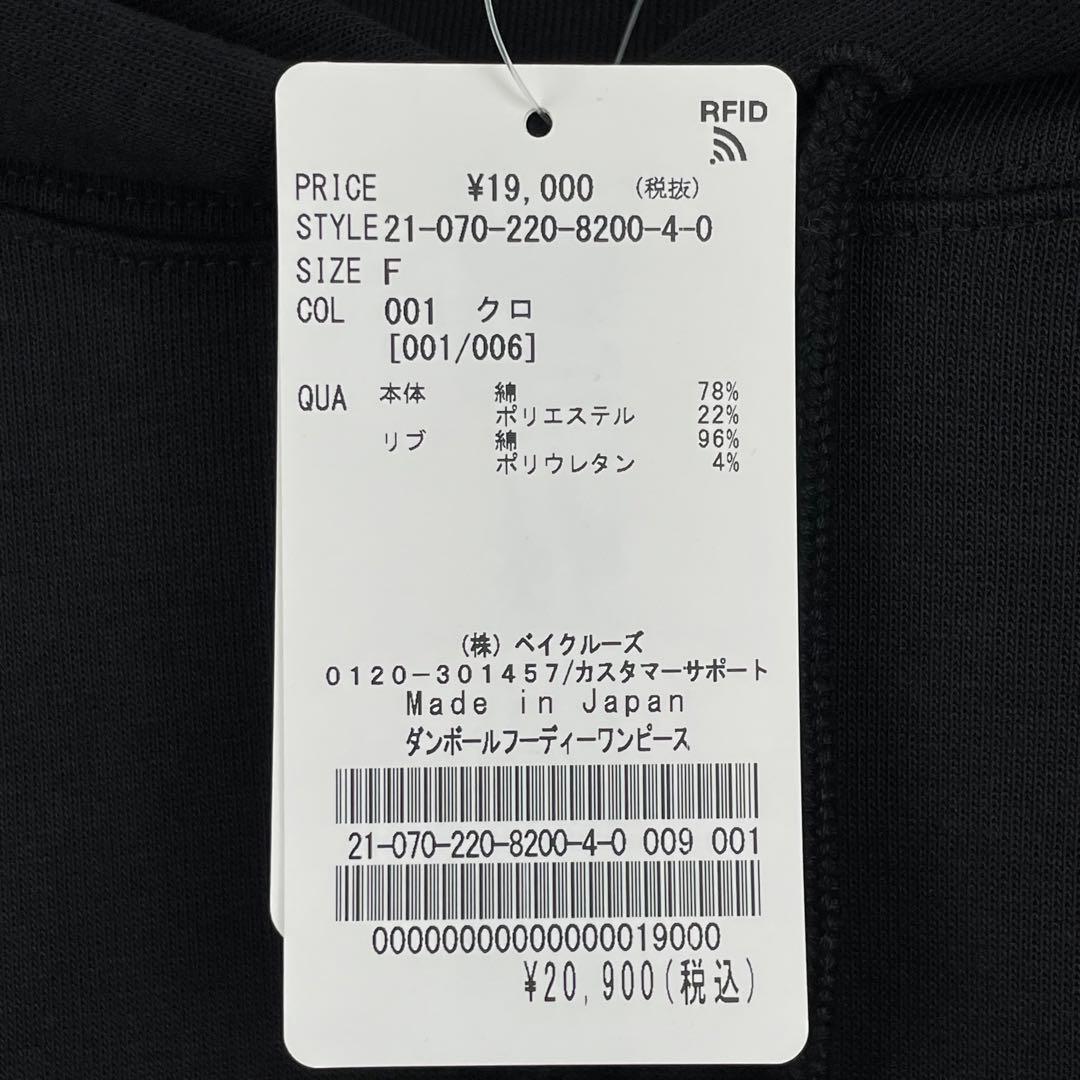 RFID
PRICE ¥19,000 (税抜)
STYLE 21-070-220-8200-4-0
SIZE F
COL 001 クロ
[001/006]
QUA 本体 綿 78%
ポリエステル 22%
リブ 綿 96%
ポリウレタン 4%
(株) ベイクルーズ
0120-301457/カスタマーサポート
Made in Japan
ダンボールフーディーワンピース
21-070-220-8200-4-0 009 001
00000000000000019000
¥20,900(税込)